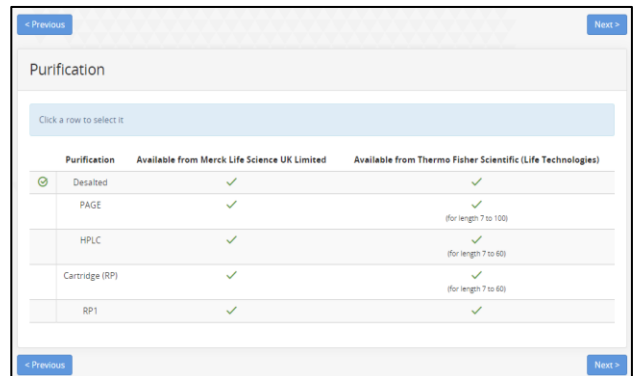 < Previous Next >
Purification
Click a row to select it
Purification Available from Merck Life Science UK Limited Available from Thermo Fisher Scientific (Life Technologies)
Desalted
PAGE
(for length 7 to 100)
HPLC
(for length 7 to 60)
Cartridge (RP)
(for length 7 to 60)
RP1
< Previous Next >